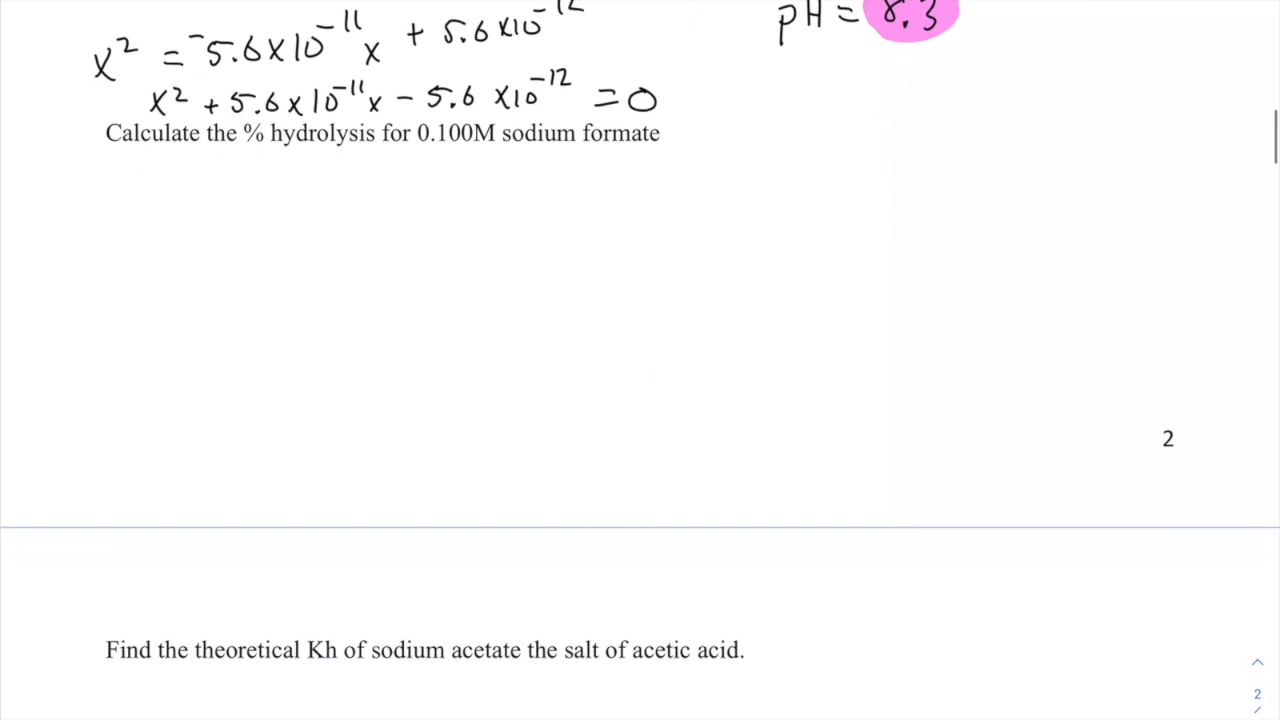 x² = ⁻5.6x10⁻¹¹x + 5.6x10⁻¹²
pH = 8.3
x² + 5.6x10⁻¹¹x − 5.6 x10⁻¹² = 0
Calculate the % hydrolysis for 0.100M sodium formate
2
Find the theoretical Kh of sodium acetate the salt of acetic acid.
2